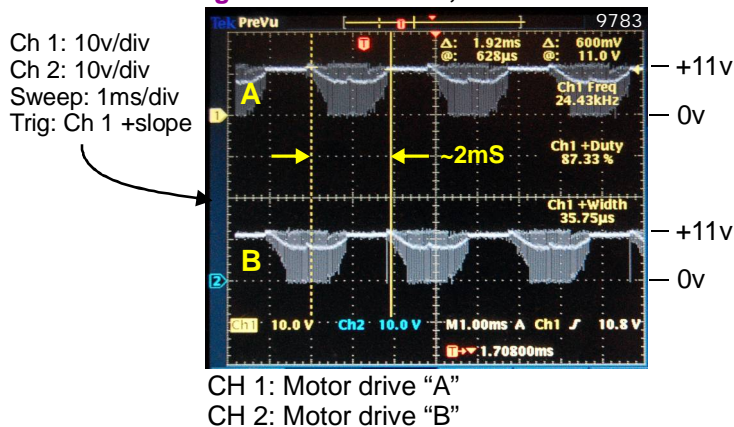 Tek PreVu
9783
Δ: 1.92ms Δ: 600mV
@: 628µs @: 11.0 V
Ch 1: 10v/div
Ch 2: 10v/div
Sweep: 1ms/div
Trig: Ch 1 +slope
T
A
1
Ch1 Freq
24.43kHz
+11v
0v
~2mS
Ch1 +Duty
87.33 %
Ch1 +Width
35.75µs
B
2
+11v
0v
Ch1 10.0 V Ch2 10.0 V M1.00ms A Ch1 10.8 V
T 1.70800ms
CH 1: Motor drive “A”
CH 2: Motor drive “B”